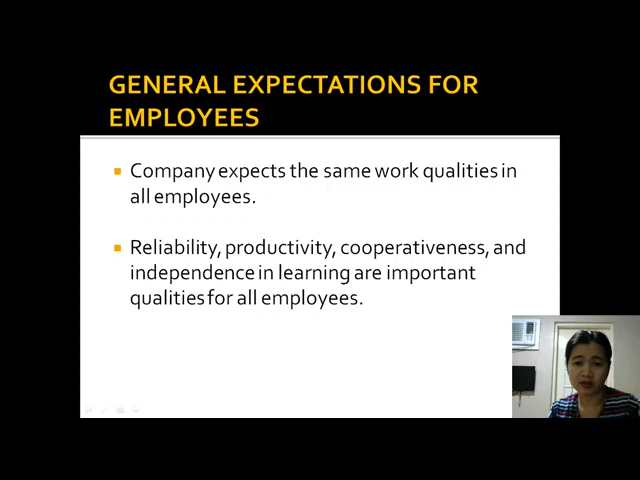 GENERAL EXPECTATIONS FOR
EMPLOYEES
Company expects the same work qualities in
all employees.
Reliability, productivity, cooperativeness, and
independence in learning are important
qualities for all employees.